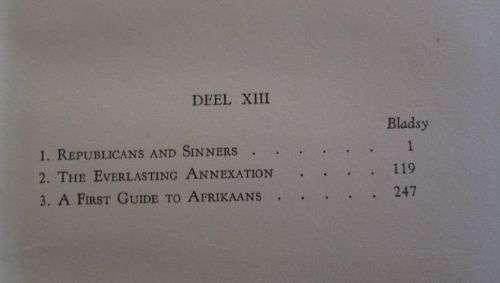 DEEL XIII
Bladsy
1. REPUBLICANS AND SINNERS . . . . . . 1
2. THE EVERLASTING ANNEXATION . . . . 119
3. A FIRST GUIDE TO AFRIKAANS . . . . . 247